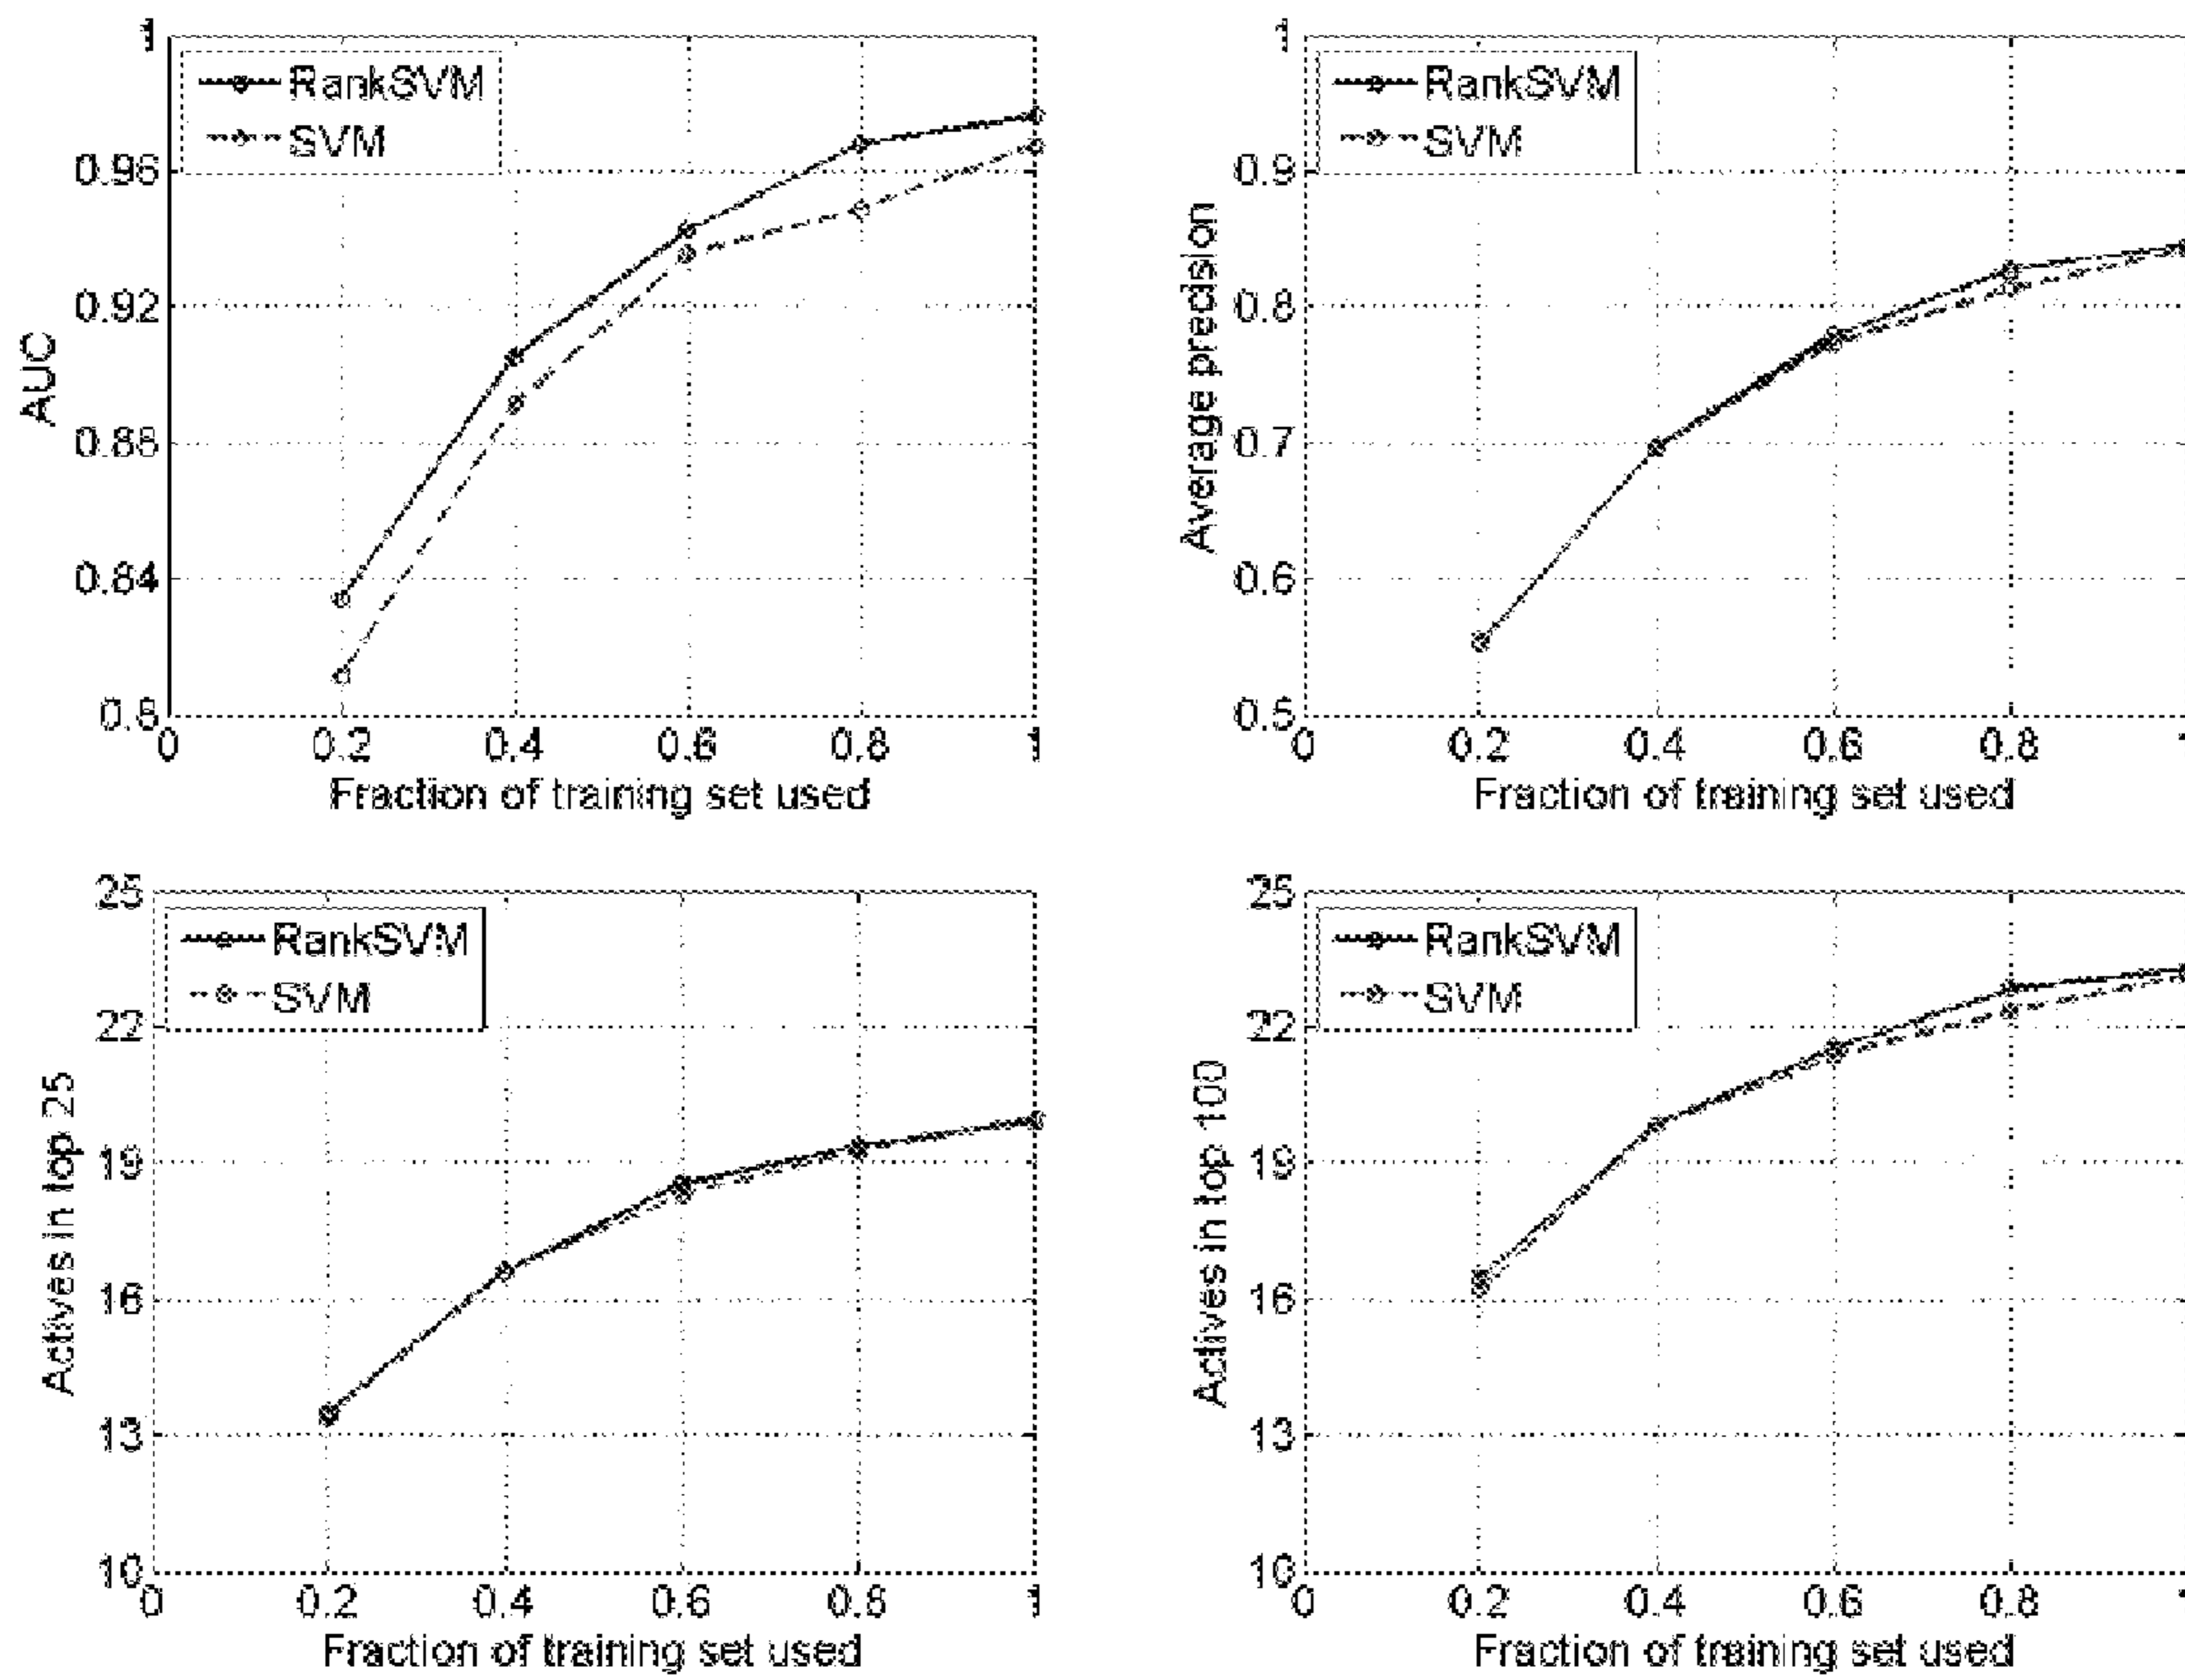 1
RankSVM
SVM
0.96
0.92
0.88
0.84
0.8
AUC
0 0.2 0.4 0.6 0.8 1
Fraction of training set used
1
RankSVM
SVM
0.9
0.8
0.7
0.6
0.5
Average precision
0 0.2 0.4 0.6 0.8
Fraction of training set used
25
RankSVM
SVM
22
19
16
13
10
Actives in top 25
0 0.2 0.4 0.6 0.8 1
Fraction of training set used
25
RankSVM
SVM
22
19
16
13
10
Actives in top 100
0 0.2 0.4 0.6 0.8
Fraction of training set used